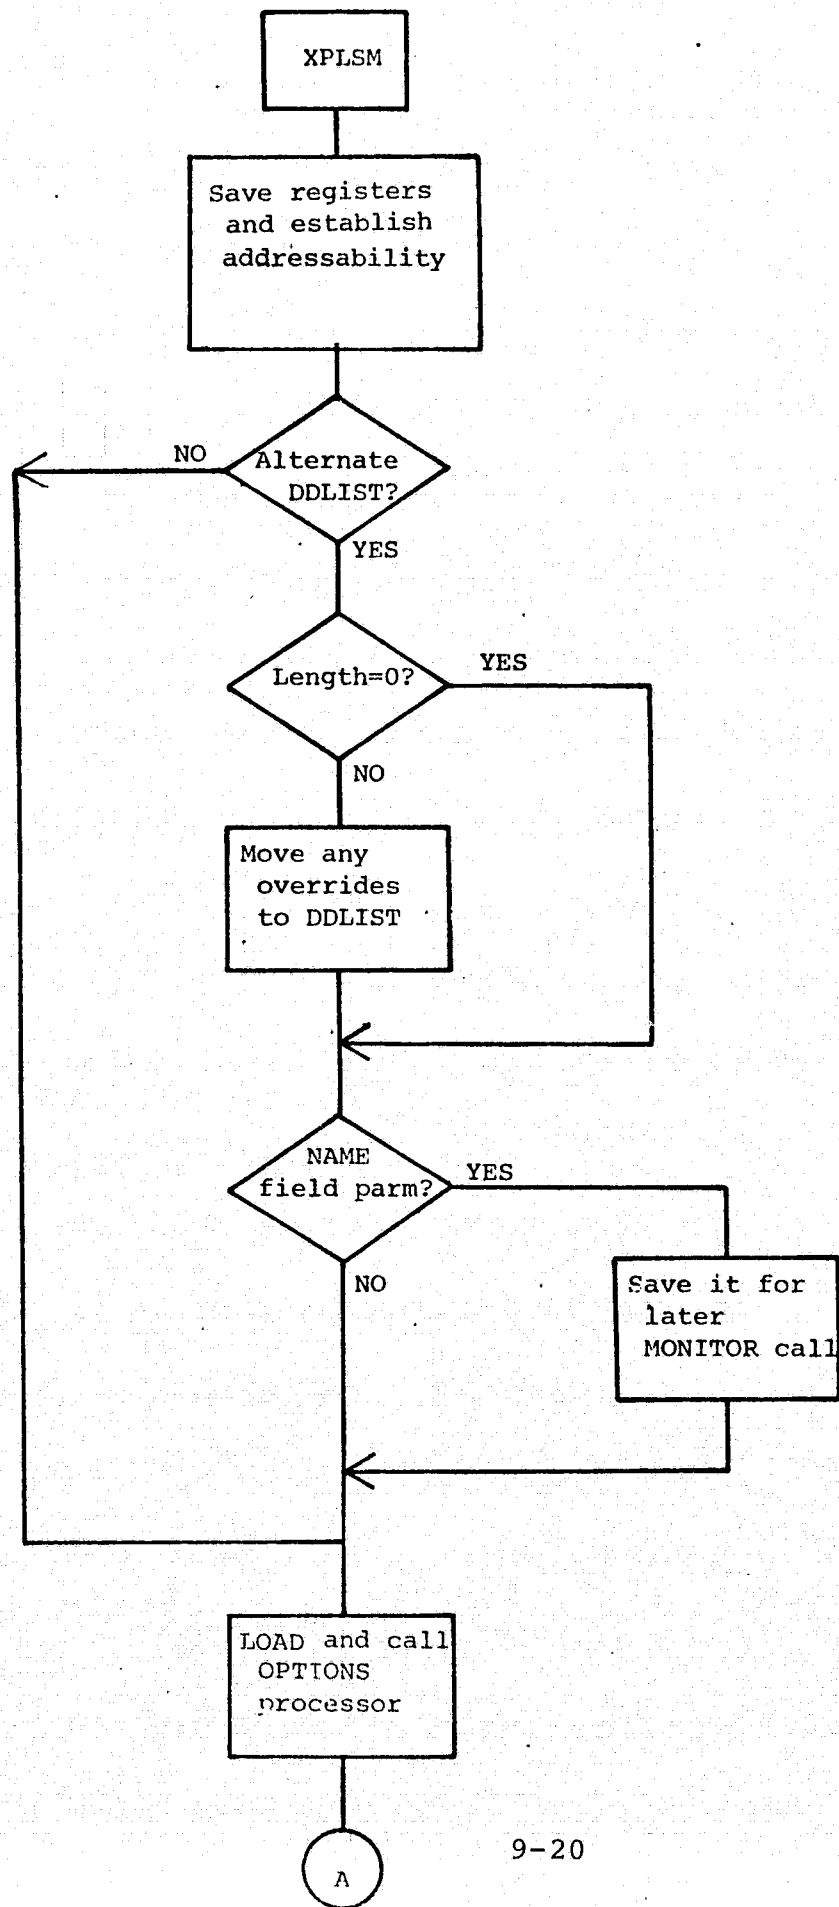 XPLSM
Save registers
and establish
addressability
NO
Alternate
DDLIST?
YES
Length=0?
YES
NO
Move any
overrides
to DDLIST
NAME
field parm?
YES
NO
Save it for
later
MONITOR call
LOAD and call
OPTIONS
processor
A
9-20